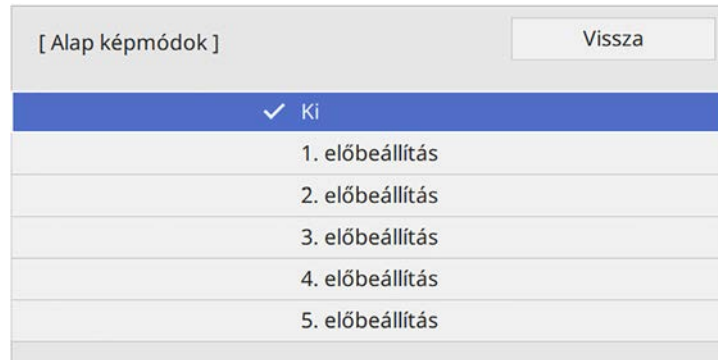 [ Alap képmódok ]
Vissza
Ki
1. előbeállítás
2. előbeállítás
3. előbeállítás
4. előbeállítás
5. előbeállítás